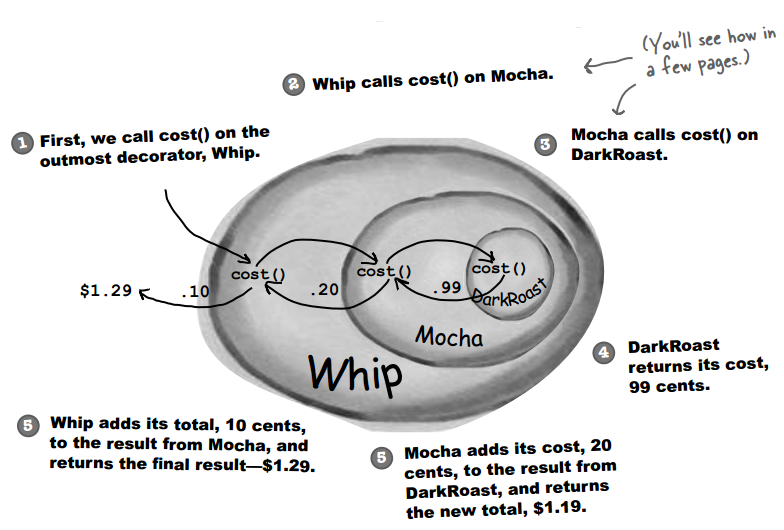 (You'll see how in
a few pages.)
2 Whip calls cost() on Mocha.
1 First, we call cost() on the
outmost decorator, Whip.
3 Mocha calls cost() on
DarkRoast.
cost()
cost()
cost()
$1.29
.10
.20
.99
DarkRoast
Mocha
Whip
4 DarkRoast
returns its cost,
99 cents.
5 Whip adds its total, 10 cents,
to the result from Mocha, and
returns the final result—$1.29.
5 Mocha adds its cost, 20
cents, to the result from
DarkRoast, and returns
the new total, $1.19.